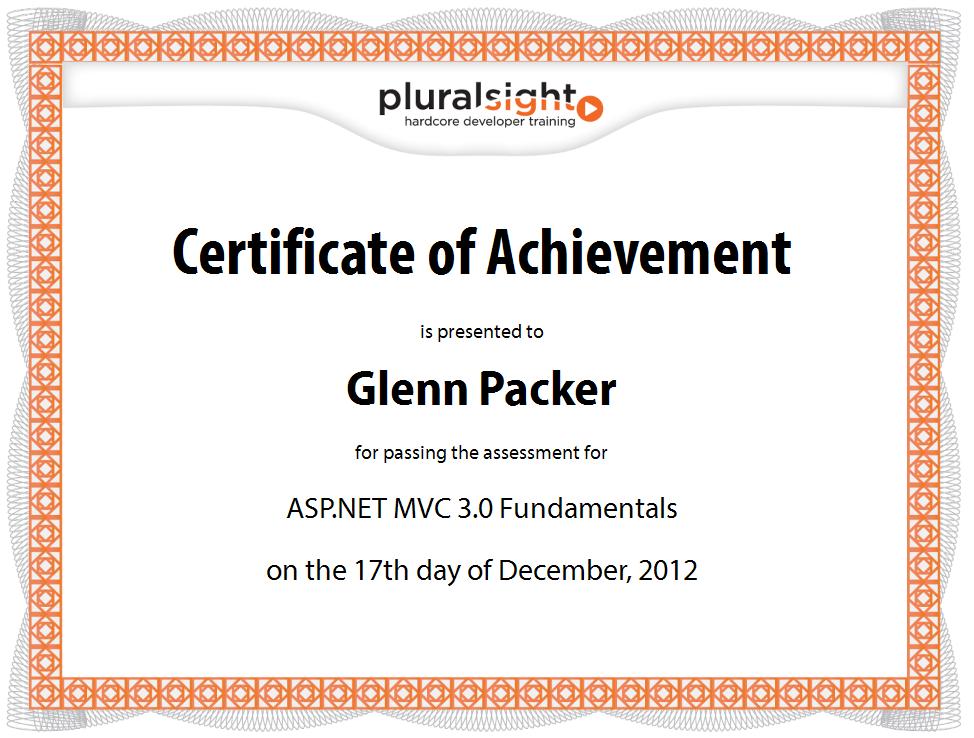 pluralsight
hardcore developer training
Certificate of Achievement
is presented to
Glenn Packer
for passing the assessment for
ASP.NET MVC 3.0 Fundamentals
on the 17th day of December, 2012